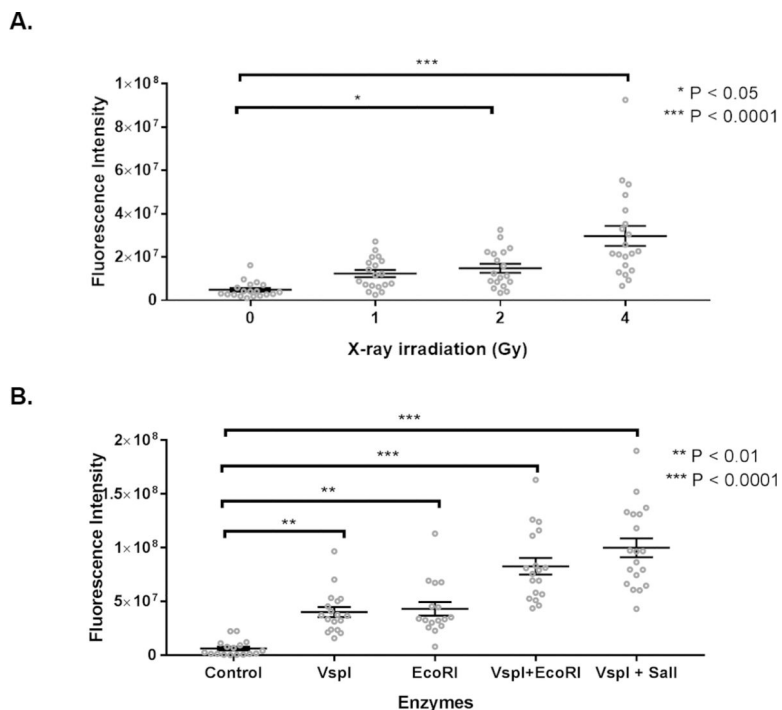 A.
***
*
* P < 0.05
*** P < 0.0001
Fluorescence Intensity
1×10⁸
8×10⁷
6×10⁷
4×10⁷
2×10⁷
0
0 1 2 4
X-ray irradiation (Gy)
B.
***
***
**
**
** P < 0.01
*** P < 0.0001
Fluorescence Intensity
2×10⁸
1.5×10⁸
1×10⁸
5×10⁷
0
Control VspI EcoRI VspI+EcoRI VspI + SalI
Enzymes